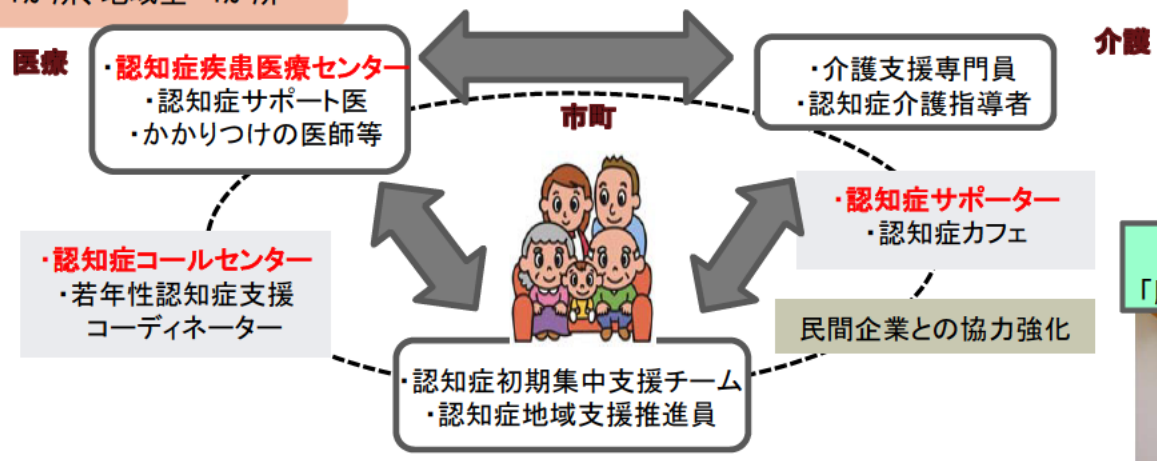 医療
・認知症疾患医療センター
・認知症サポート医
・かかりつけの医師等
介護
・介護支援専門員
・認知症介護指導者
市町
・認知症サポーター
・認知症カフェ
・認知症コールセンター
・若年性認知症支援
コーディネーター
民間企業との協力強化
・認知症初期集中支援チーム
・認知症地域支援推進員